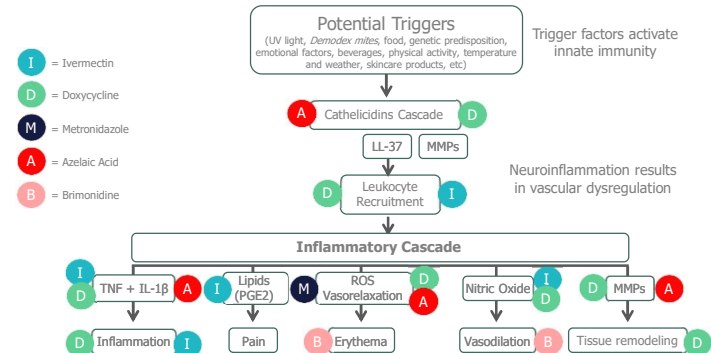 Potential Triggers
(UV light, Demodex mites, food, genetic predisposition,
emotional factors, beverages, physical activity, temperature
and weather, skincare products, etc)
Trigger factors activate
innate immunity
I = Ivermectin
D = Doxycycline
M = Metronidazole
A = Azelaic Acid
B = Brimonidine
A Cathelicidins Cascade D
LL-37 MMPs
Neuroinflammation results
in vascular dysregulation
D Leukocyte
Recruitment I
Inflammatory Cascade
I D TNF + IL-1β A
I Lipids
(PGE2)
M ROS
Vasorelaxation D A
Nitric Oxide I D
D MMPs A
D Inflammation I
Pain
B Erythema
Vasodilation B
Tissue remodeling D